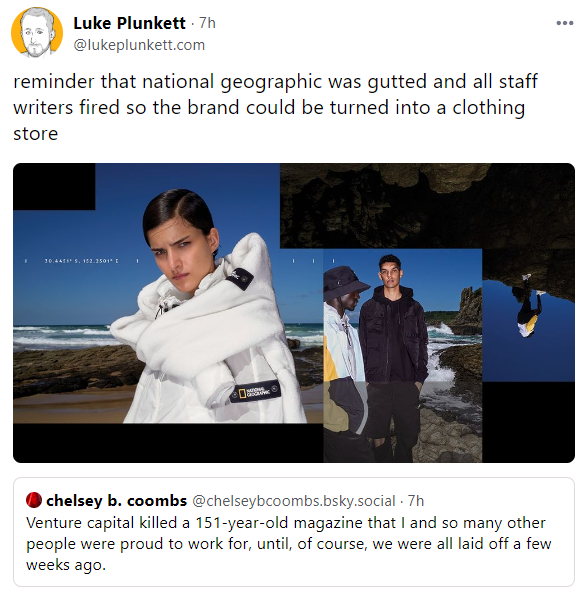 Luke Plunkett · 7h
@lukeplunkett.com
reminder that national geographic was gutted and all staff
writers fired so the brand could be turned into a clothing
store
30.4451° S, 152.3501° E
NATIONAL
GEOGRAPHIC
chelsey b. coombs @chelseybcoombs.bsky.social · 7h
Venture capital killed a 151-year-old magazine that I and so many other
people were proud to work for, until, of course, we were all laid off a few
weeks ago.